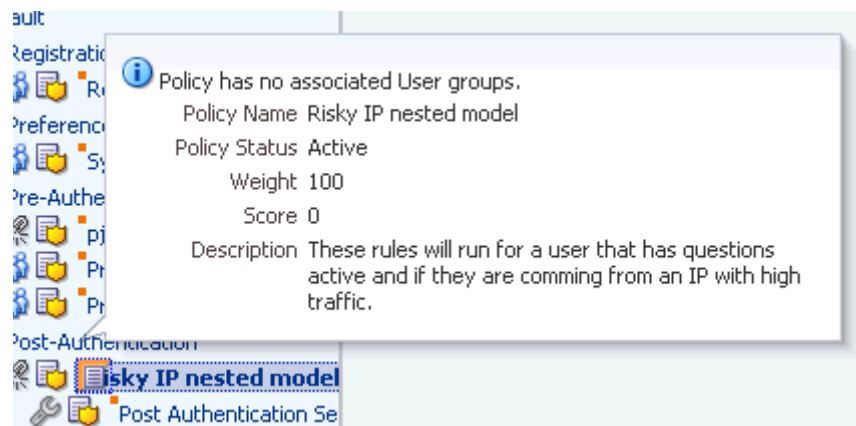 ault
Registratio
Policy has no associated User groups.
Policy Name Risky IP nested model
Preferenc
Policy Status Active
Sy
Weight 100
Pre-Authe
Score 0
pj
Description These rules will run for a user that has questions
Pr
active and if they are comming from an IP with high
Pr
traffic.
Post-Authentication
isky IP nested model
Post Authentication Se